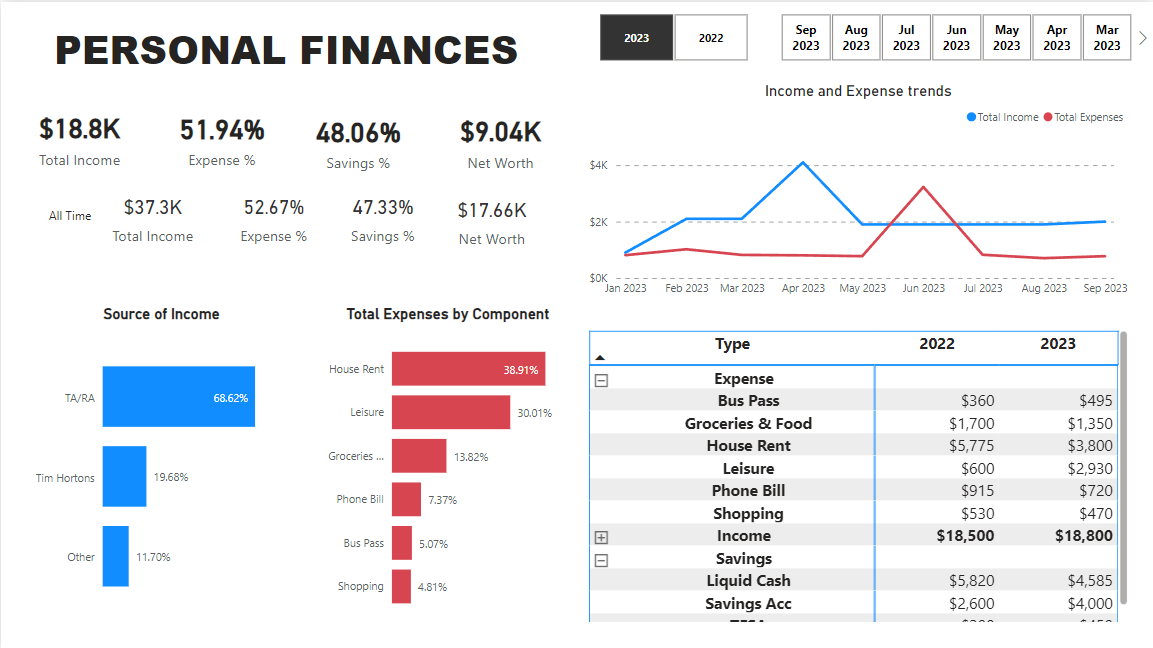 PERSONAL FINANCES
2023
2022
Sep 2023
Aug 2023
Jul 2023
Jun 2023
May 2023
Apr 2023
Mar 2023
$18.8K
Total Income
51.94%
Expense %
48.06%
Savings %
$9.04K
Net Worth
All Time
$37.3K
Total Income
52.67%
Expense %
47.33%
Savings %
$17.66K
Net Worth
Income and Expense trends
Total Income Total Expenses
$4K
$2K
$0K
Jan 2023 Feb 2023 Mar 2023 Apr 2023 May 2023 Jun 2023 Jul 2023 Aug 2023 Sep 2023
Source of Income
TA/RA 68.62%
Tim Hortons 19.68%
Other 11.70%
Total Expenses by Component
House Rent 38.91%
Leisure 30.01%
Groceries ... 13.82%
Phone Bill 7.37%
Bus Pass 5.07%
Shopping 4.81%
Type 2022 2023
Expense
Bus Pass $360 $495
Groceries & Food $1,700 $1,350
House Rent $5,775 $3,800
Leisure $600 $2,930
Phone Bill $915 $720
Shopping $530 $470
Income $18,500 $18,800
Savings
Liquid Cash $5,820 $4,585
Savings Acc $2,600 $4,000